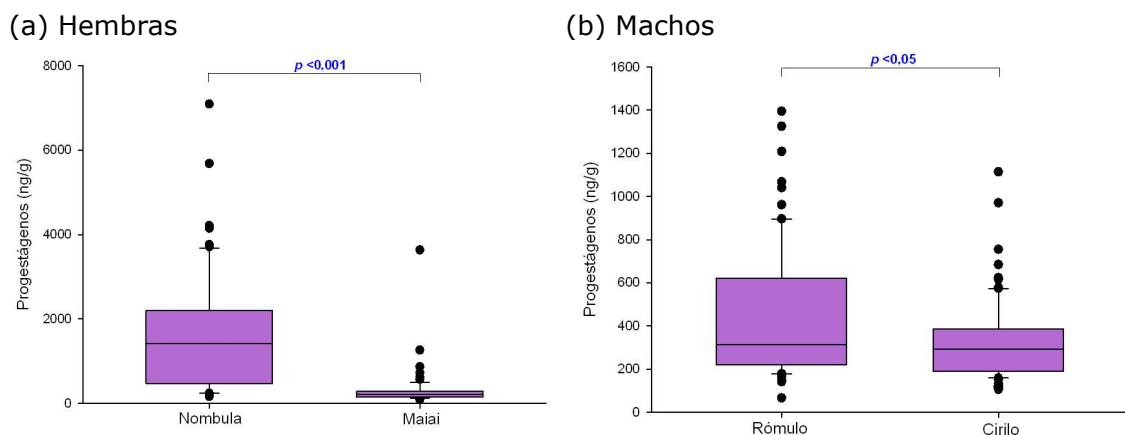 (a) Hembras
p <0,001
8000
6000
4000
2000
0
Progestágenos (ng/g)
Nombula
Maiai
(b) Machos
p <0,05
1600
1400
1200
1000
800
600
400
200
0
Progestágenos (ng/g)
Rómulo
Cirilo